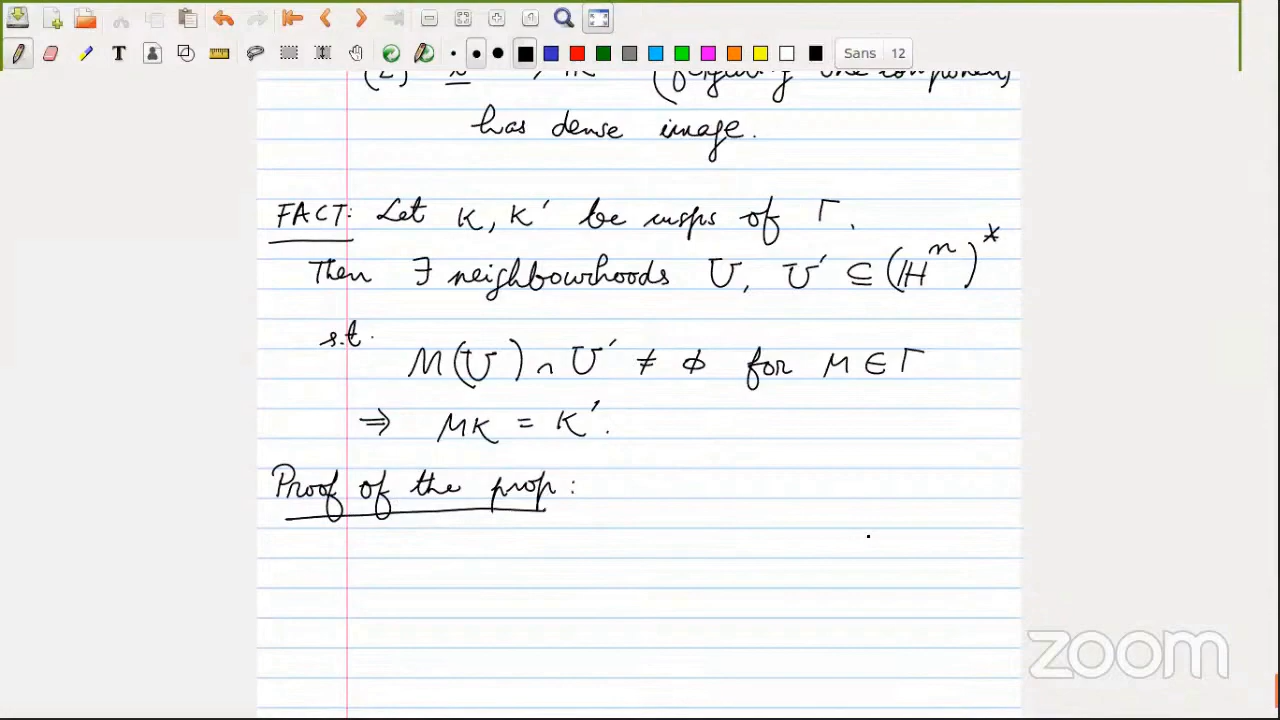 Sans 12
(2)
has dense image.
FACT: Let κ, κ' be cusps of Γ.
Then ∃ neighbourhoods U, U' ⊆ (ℍⁿ)*
s.t.
M(U) ∩ U' ≠ φ for M ∈ Γ
⇒ Mκ = κ'.
Proof of the prop:
zoom